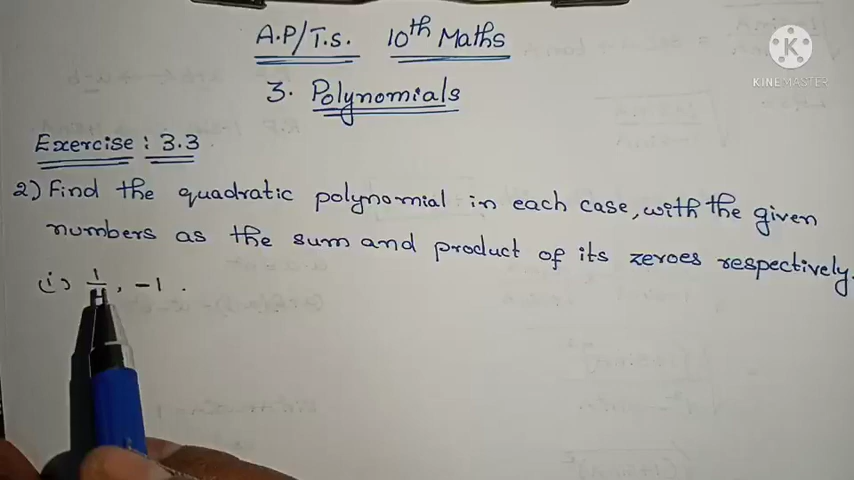 A.P/T.S. 10th Maths
KINEMASTER
3. Polynomials
Exercise : 3.3
2) Find the quadratic polynomial in each case, with the given
numbers as the sum and product of its zeroes respectively.
(i) 1/4, -1.